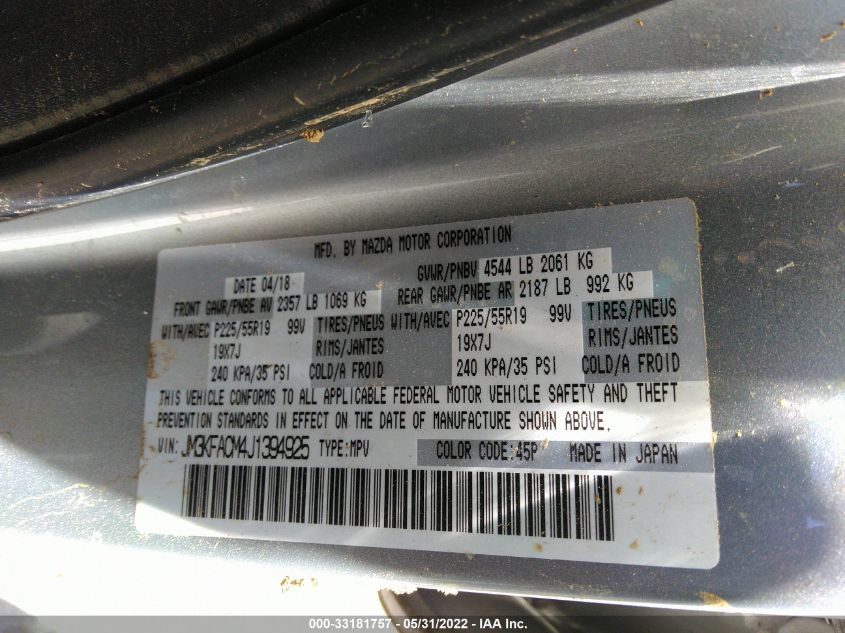 MFD. BY MAZDA MOTOR CORPORATION
DATE 04/18 GVWR/PNBV 4544 LB 2061 KG
FRONT GAWR/PNBE AV 2357 LB 1069 KG REAR GAWR/PNBE AR 2187 LB 992 KG
WITH/AVEC P225/55R19 99V TIRES/PNEUS WITH/AVEC P225/55R19 99V TIRES/PNEUS
19X7J RIMS/JANTES 19X7J RIMS/JANTES
240 KPA/35 PSI COLD/A FROID 240 KPA/35 PSI COLD/A FROID
THIS VEHICLE CONFORMS TO ALL APPLICABLE FEDERAL MOTOR VEHICLE SAFETY AND THEFT
PREVENTION STANDARDS IN EFFECT ON THE DATE OF MANUFACTURE SHOWN ABOVE.
VIN: JM3KFACM4J1394925 TYPE:MPV COLOR CODE:45P MADE IN JAPAN
000-33181757 - 05/31/2022 - IAA Inc.